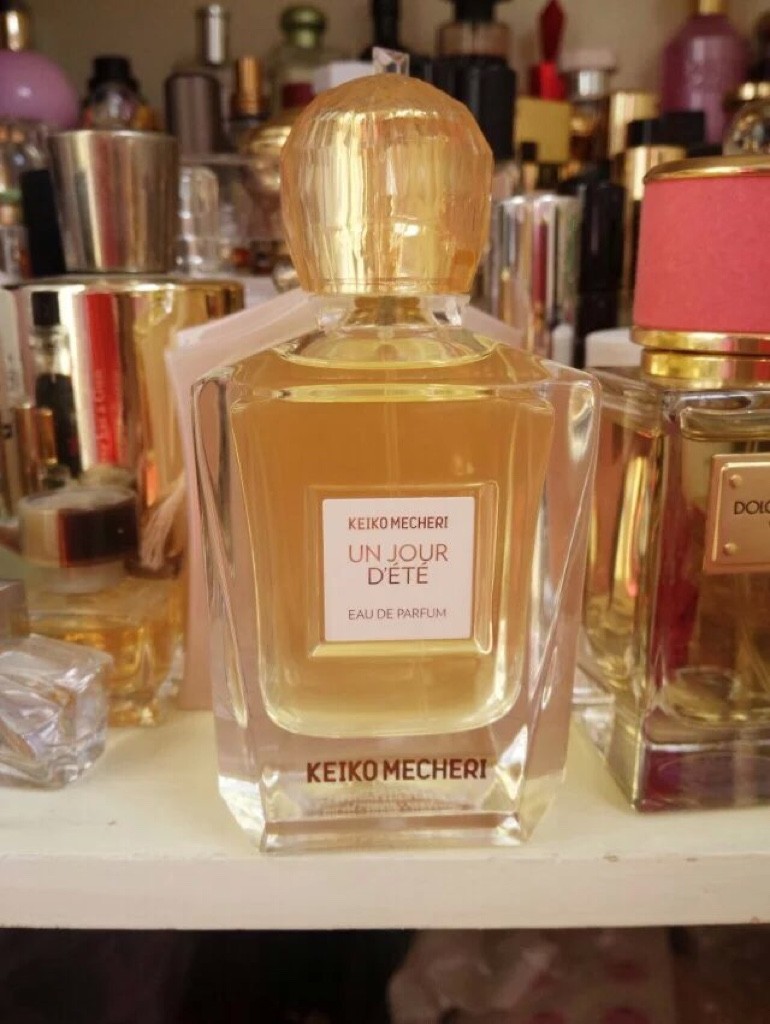 KEIKO MECHERI
UN JOUR
D'ÉTÉ
EAU DE PARFUM
KEIKO MECHERI